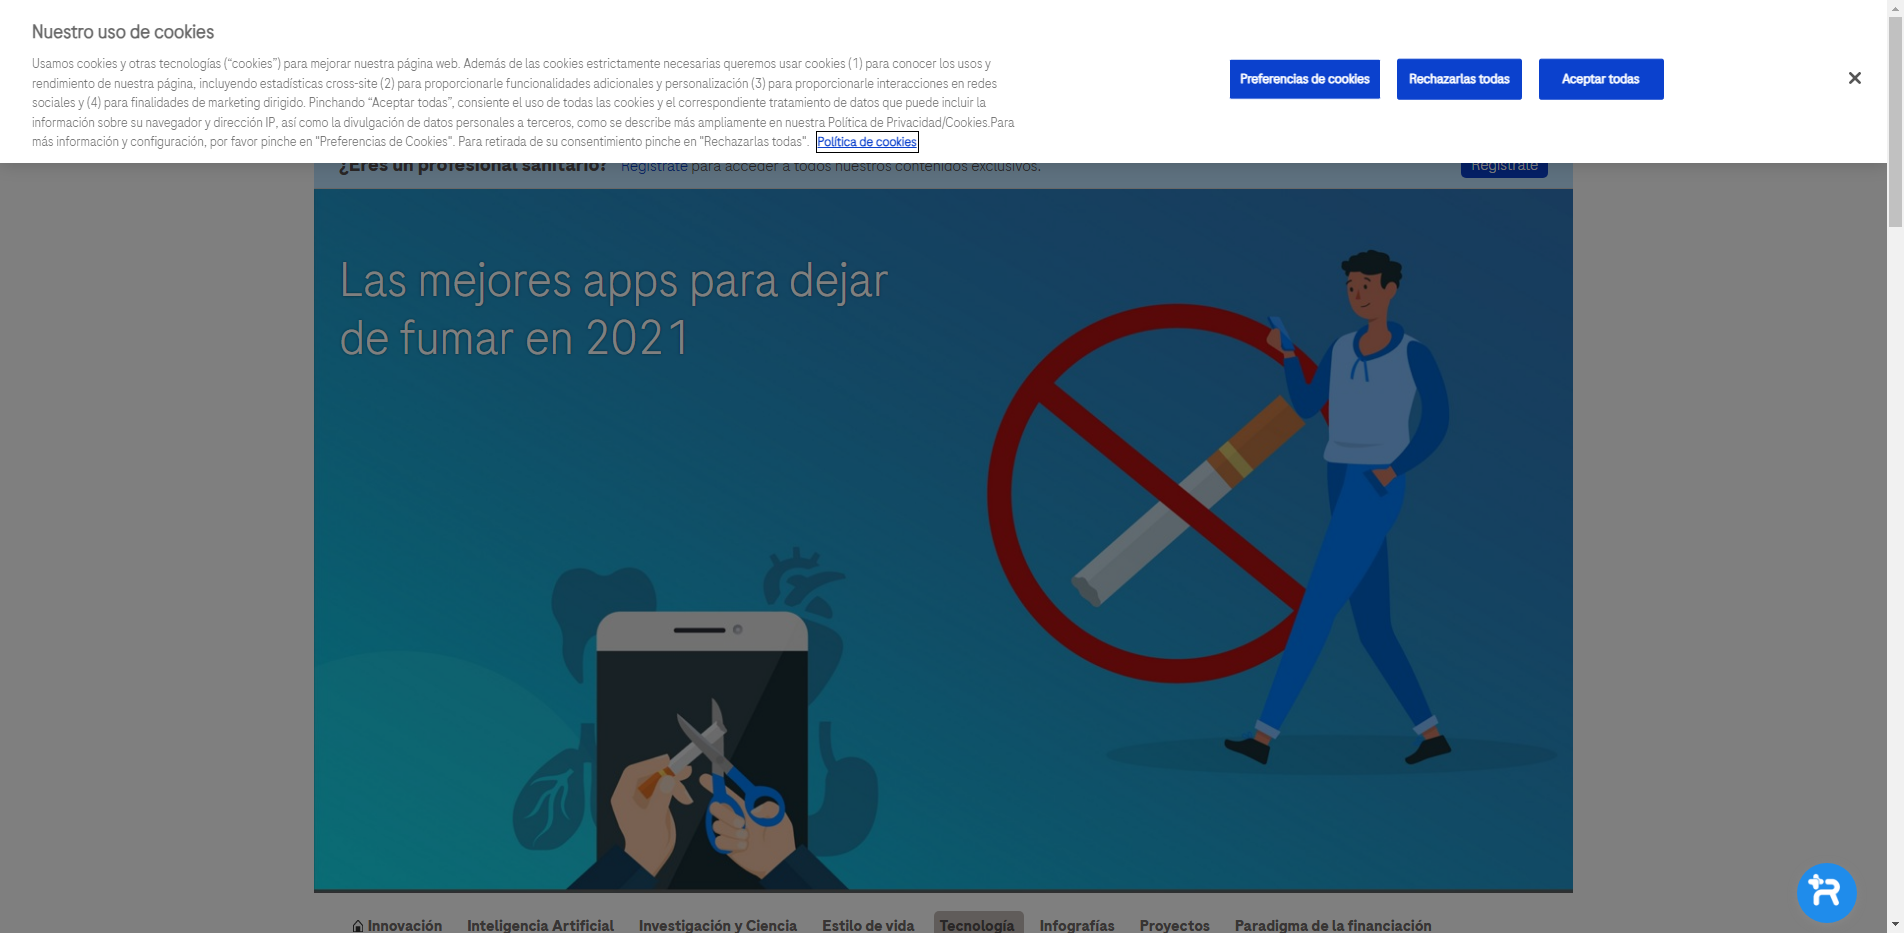 Nuestro uso de cookies
Usamos cookies y otras tecnologías (“cookies”) para mejorar nuestra página web. Además de las cookies estrictamente necesarias queremos usar cookies (1) para conocer los usos y
rendimiento de nuestra página, incluyendo estadísticas cross-site (2) para proporcionarle funcionalidades adicionales y personalización (3) para proporcionarle interacciones en redes
sociales y (4) para finalidades de marketing dirigido. Pinchando “Aceptar todas”, consiente el uso de todas las cookies y el correspondiente tratamiento de datos que puede incluir la
información sobre su navegador y dirección IP, así como la divulgación de datos personales a terceros, como se describe más ampliamente en nuestra Política de Privacidad/Cookies.Para
más información y configuración, por favor pinche en "Preferencias de Cookies". Para retirada de su consentimiento pinche en "Rechazarlas todas". Política de cookies
Preferencias de cookies Rechazarlas todas Aceptar todas
¿Eres un profesional sanitario? Regístrate para acceder a todos nuestros contenidos exclusivos. Regístrate
Las mejores apps para dejar
de fumar en 2021
Innovación Inteligencia Artificial Investigación y Ciencia Estilo de vida Tecnología Infografías Proyectos Paradigma de la financiación